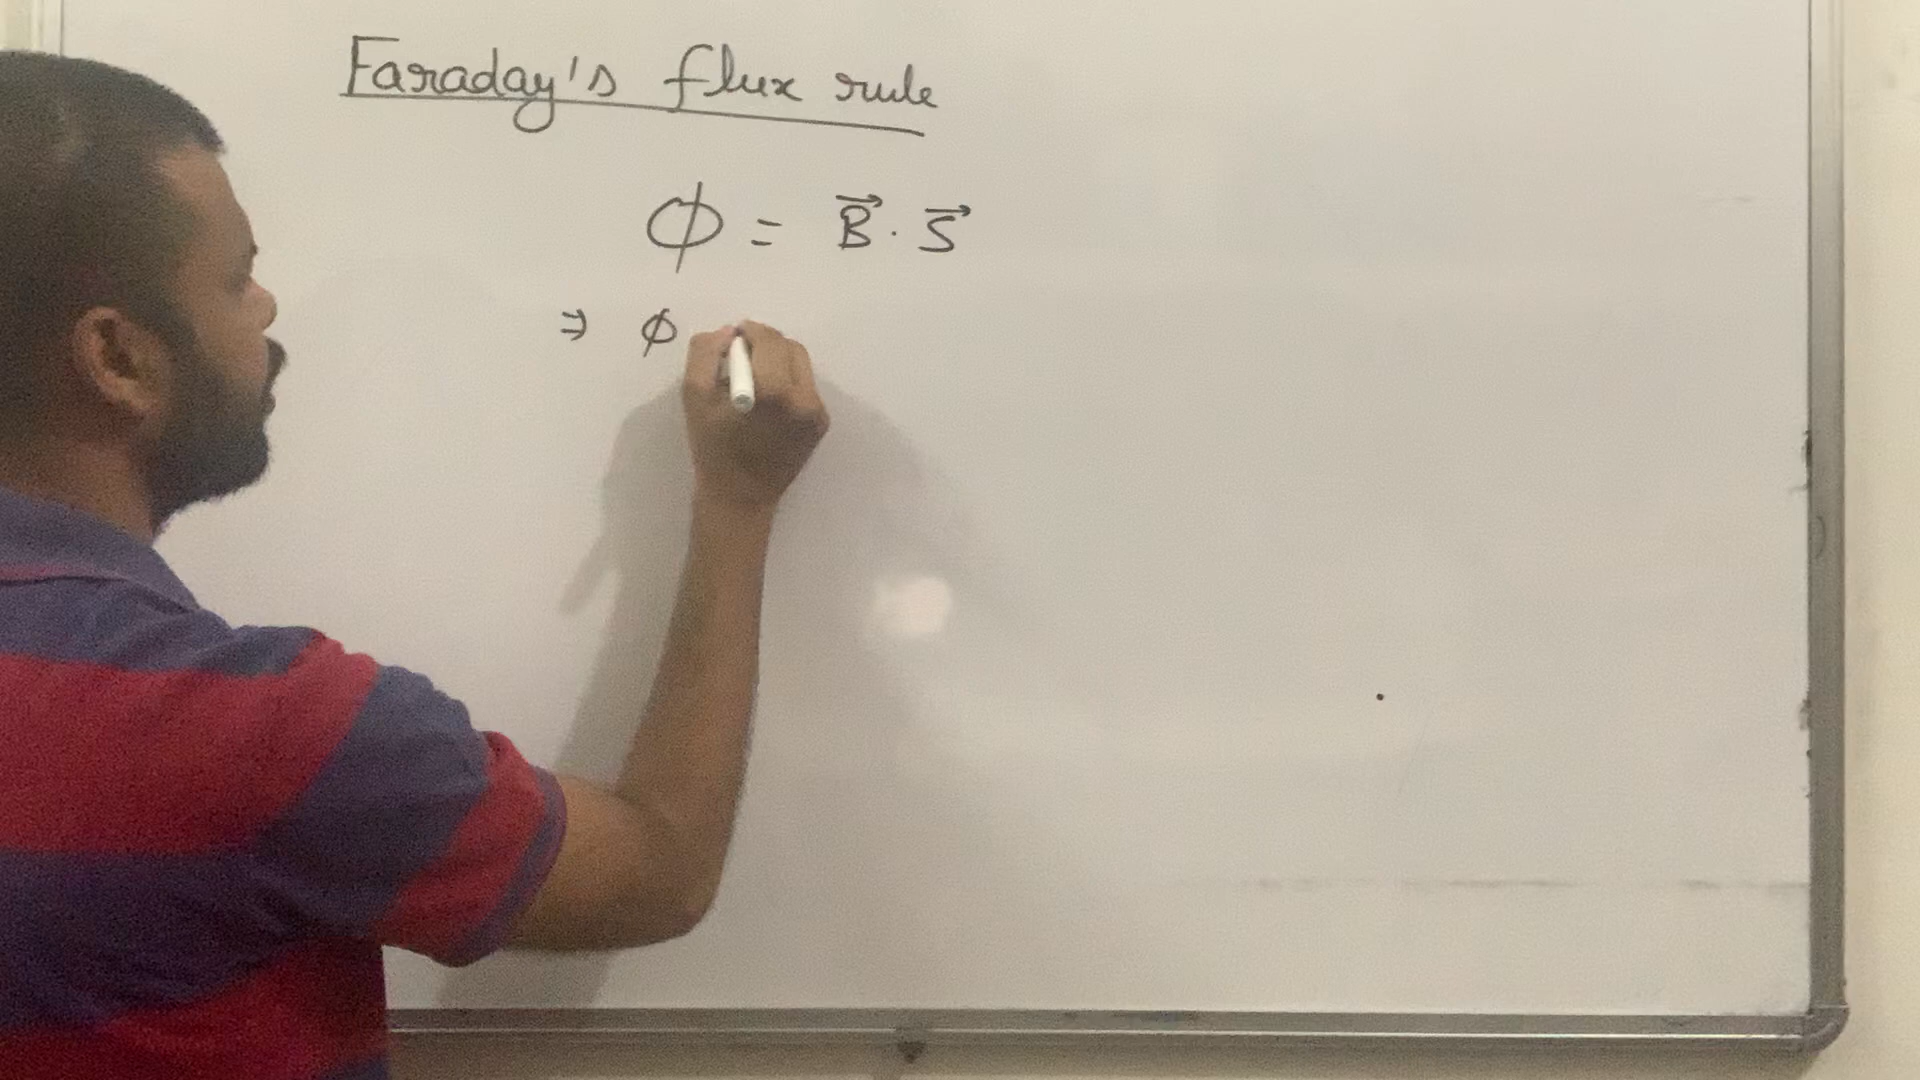 Faraday's flux rule
ϕ = B⃗ · S⃗
⇒ ϕ